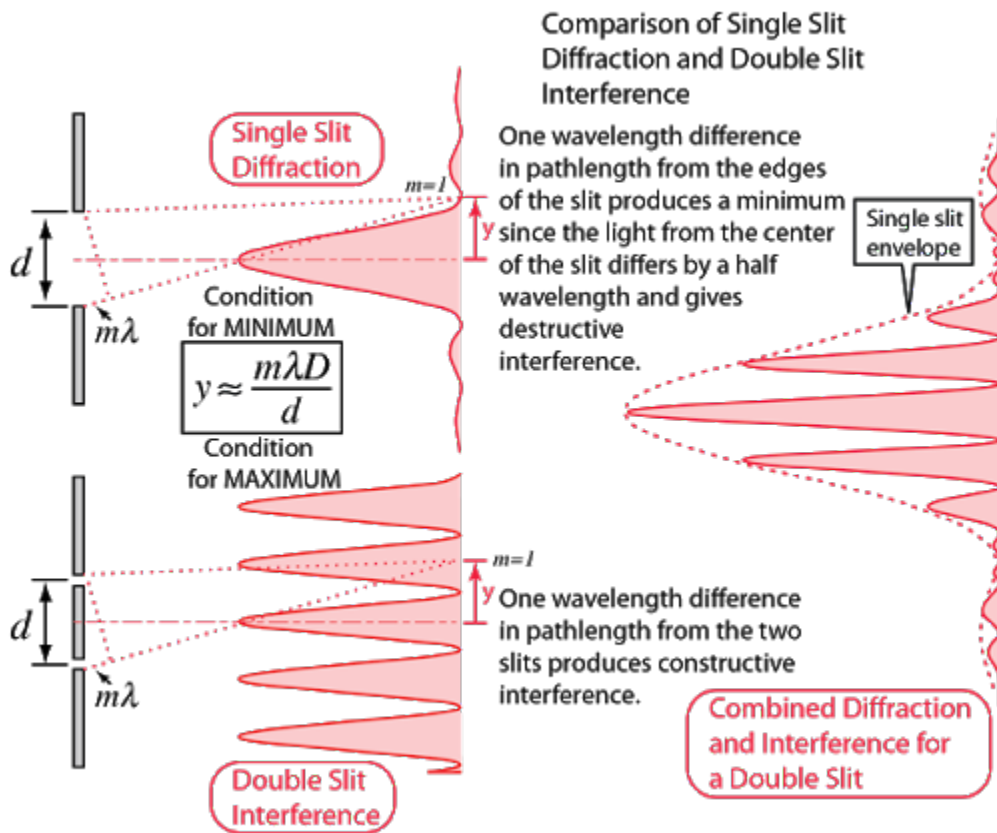 Comparison of Single Slit
Diffraction and Double Slit
Interference
Single Slit
Diffraction
m=1
y
d
mλ
Condition
for MINIMUM
y ≈ mλD / d
Condition
for MAXIMUM
One wavelength difference
in pathlength from the edges
of the slit produces a minimum
since the light from the center
of the slit differs by a half
wavelength and gives
destructive
interference.
Single slit
envelope
m=1
y
d
mλ
One wavelength difference
in pathlength from the two
slits produces constructive
interference.
Double Slit
Interference
Combined Diffraction
and Interference for
a Double Slit